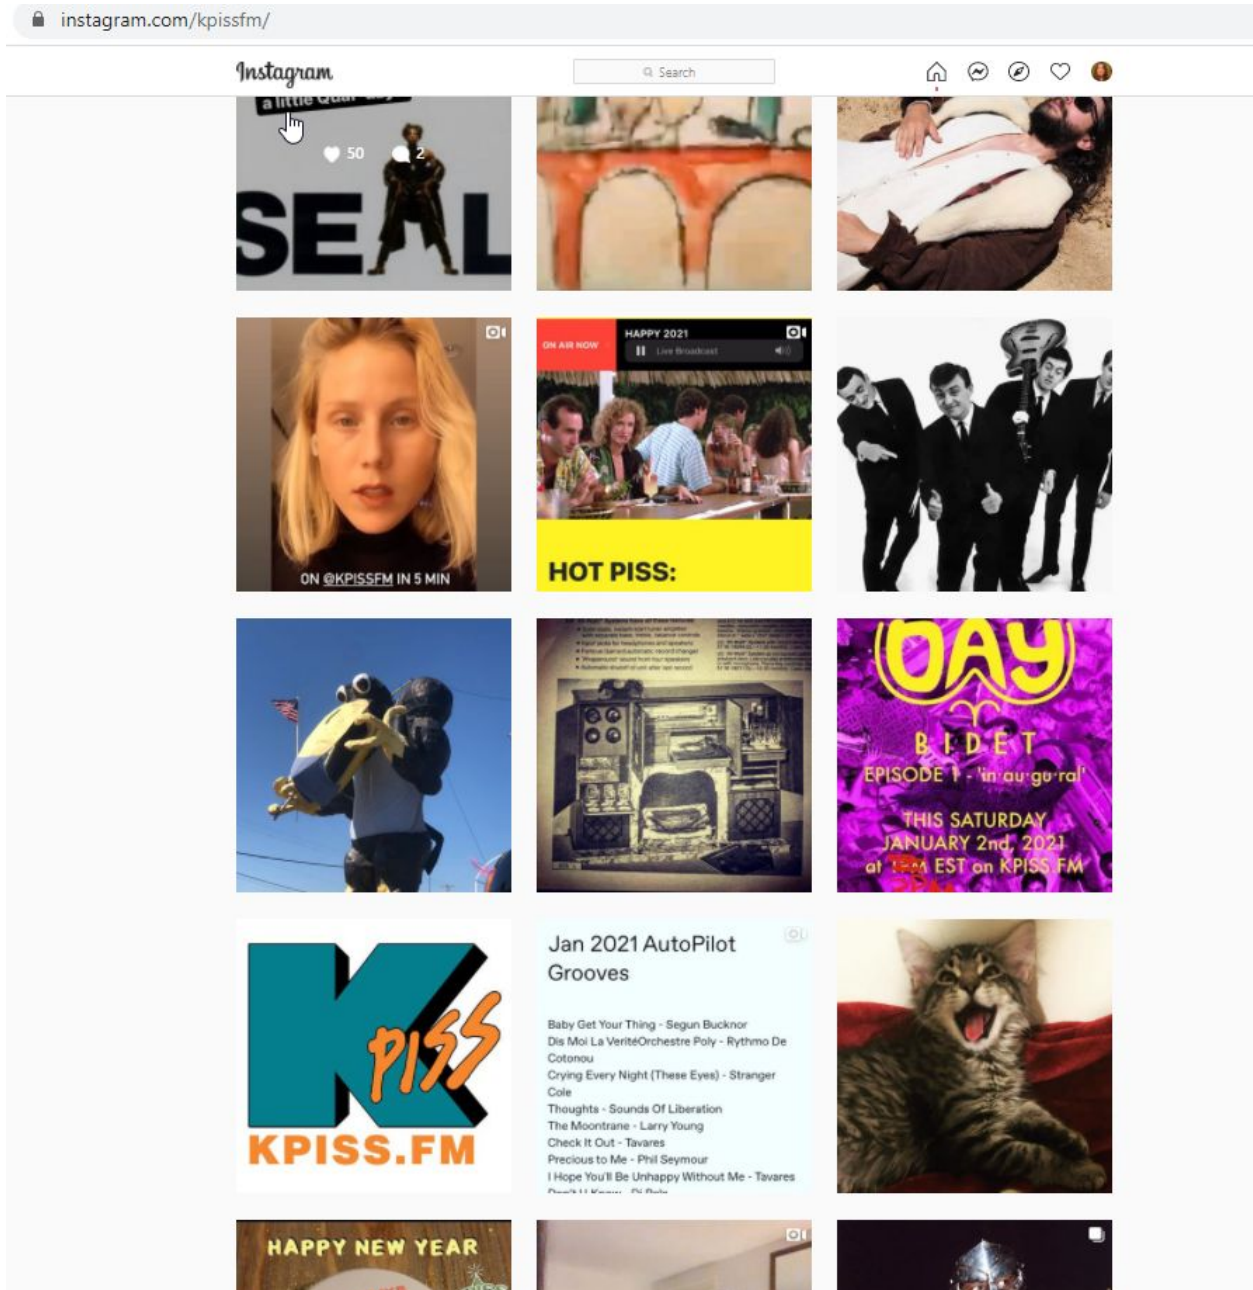 instagram.com/kpissfm/
Instagram
Search
a little
50
2
SEAL
ON @KPISSFM IN 5 MIN
ON AIR NOW
HAPPY 2021
Live Broadcast
HOT PISS:
DAY
BIDET
EPISODE 1 - 'in·au·gu·ral'
THIS SATURDAY
JANUARY 2nd, 2021
at EST on KPISS.FM
K
PISS
KPISS.FM
Jan 2021 AutoPilot
Grooves
Baby Get Your Thing - Segun Bucknor
Dis Moi La VeritéOrchestre Poly - Rythmo De
Cotonou
Crying Every Night (These Eyes) - Stranger
Cole
Thoughts - Sounds Of Liberation
The Moontrane - Larry Young
Check It Out - Tavares
Precious to Me - Phil Seymour
I Hope You'll Be Unhappy Without Me - Tavares
HAPPY NEW YEAR